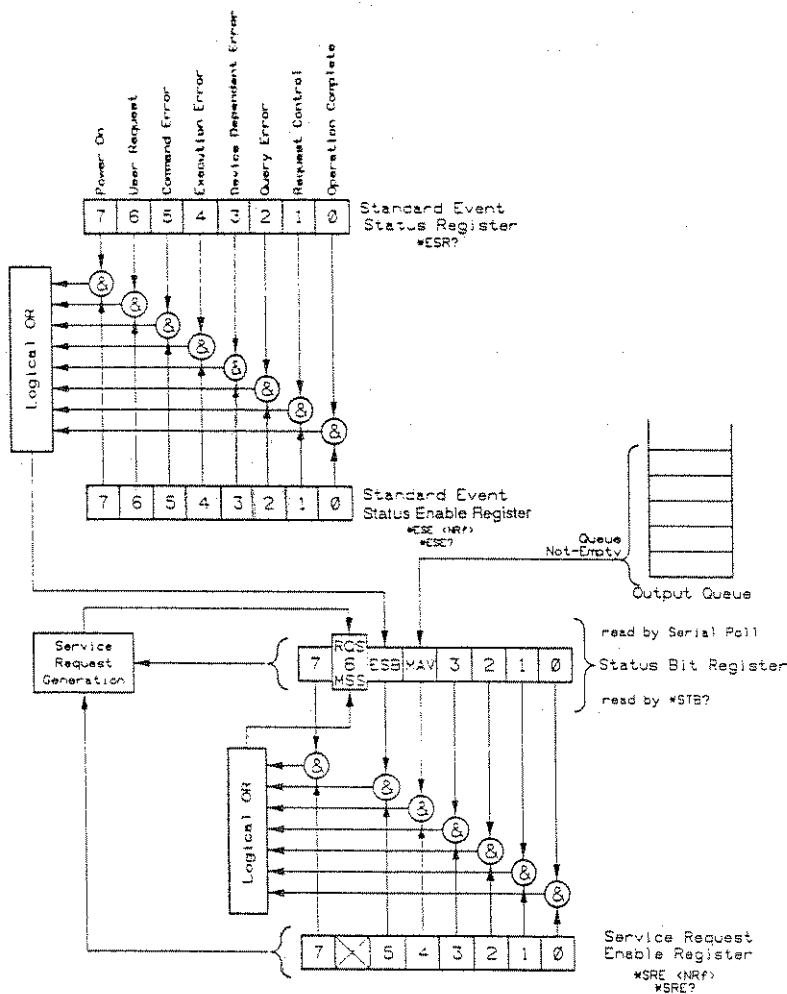 Power On
User Request
Command Error
Execution Error
Device Dependent Error
Query Error
Request Control
Operation Complete
7 6 5 4 3 2 1 0
Standard Event
Status Register
*ESR?
Logical OR
& & & & & & & &
7 6 5 4 3 2 1 0
Standard Event
Status Enable Register
*ESE <NRf>
*ESE?
Queue
Not-Empty
Output Queue
Service
Request
Generation
RQS
7 6 ESB MAV 3 2 1 0
MSS
read by Serial Poll
Status Bit Register
read by *STB?
Logical OR
& & & & & & &
7 5 4 3 2 1 0
Service Request
Enable Register
*SRE <NRf>
*SRE?